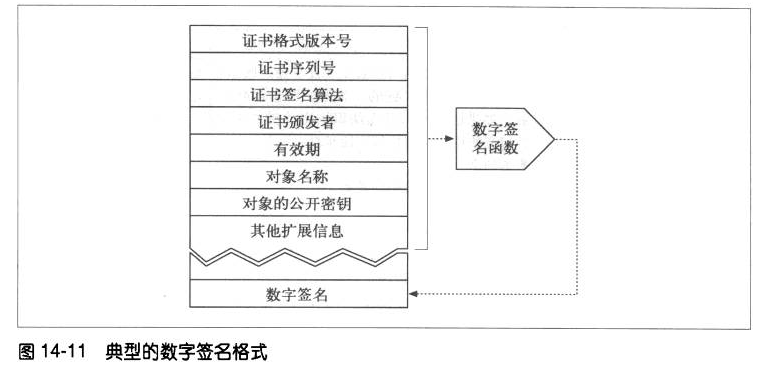 证书格式版本号
证书序列号
证书签名算法
证书颁发者
有效期
对象名称
对象的公开密钥
其他扩展信息
数字签名
数字签
名函数
图 14-11 典型的数字签名格式